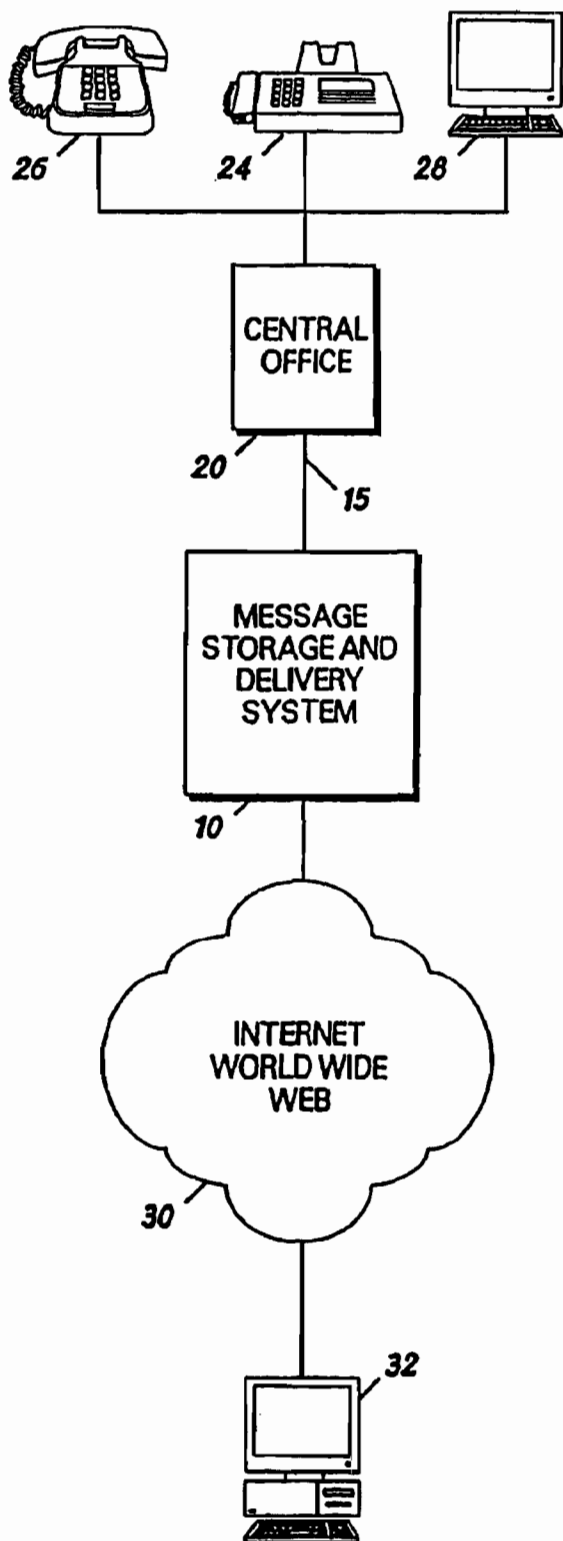 26
24
28
CENTRAL
OFFICE
20
15
MESSAGE
STORAGE AND
DELIVERY
SYSTEM
10
INTERNET
WORLD WIDE
WEB
30
32